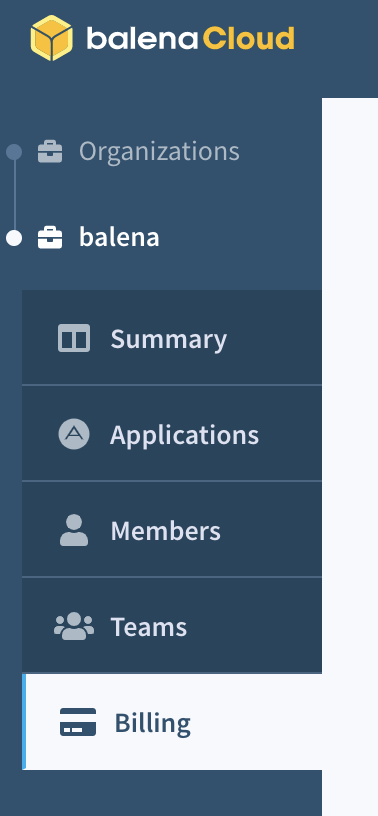 balenaCloud
Organizations
balena
Summary
Applications
Members
Teams
Billing